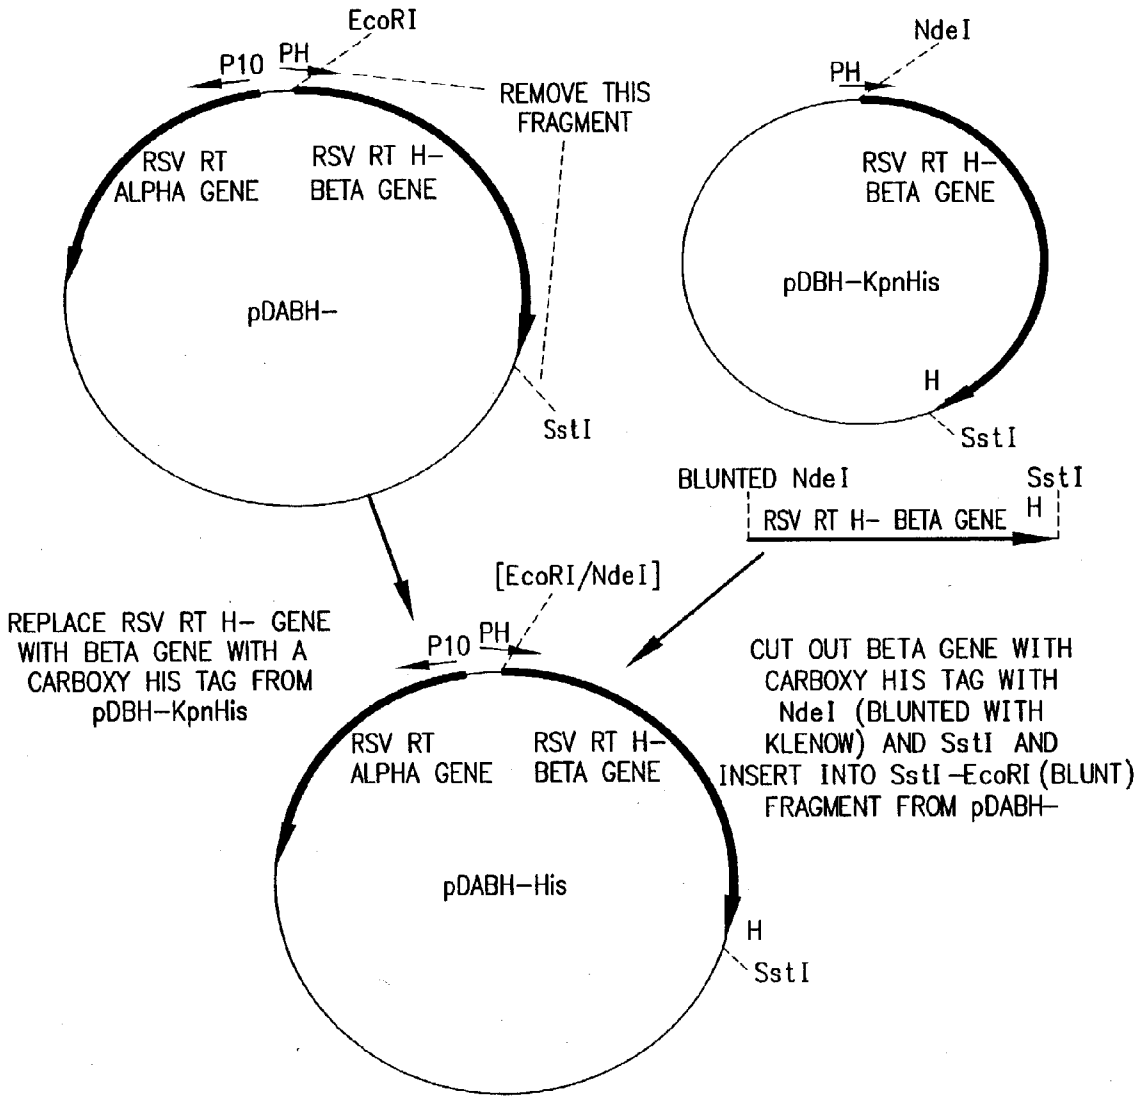 EcoRI
P10
PH
REMOVE THIS
FRAGMENT
RSV RT
ALPHA GENE
RSV RT H-
BETA GENE
pDABH-
SstI
NdeI
PH
RSV RT H-
BETA GENE
pDBH-KpnHis
H
SstI
BLUNTED NdeI
SstI
H
RSV RT H- BETA GENE
REPLACE RSV RT H- GENE
WITH BETA GENE WITH A
CARBOXY HIS TAG FROM
pDBH-KpnHis
[EcoRI/NdeI]
P10
PH
RSV RT
ALPHA GENE
RSV RT H-
BETA GENE
pDABH-His
H
SstI
CUT OUT BETA GENE WITH
CARBOXY HIS TAG WITH
NdeI (BLUNTED WITH
KLENOW) AND SstI AND
INSERT INTO SstI-EcoRI (BLUNT)
FRAGMENT FROM pDABH-